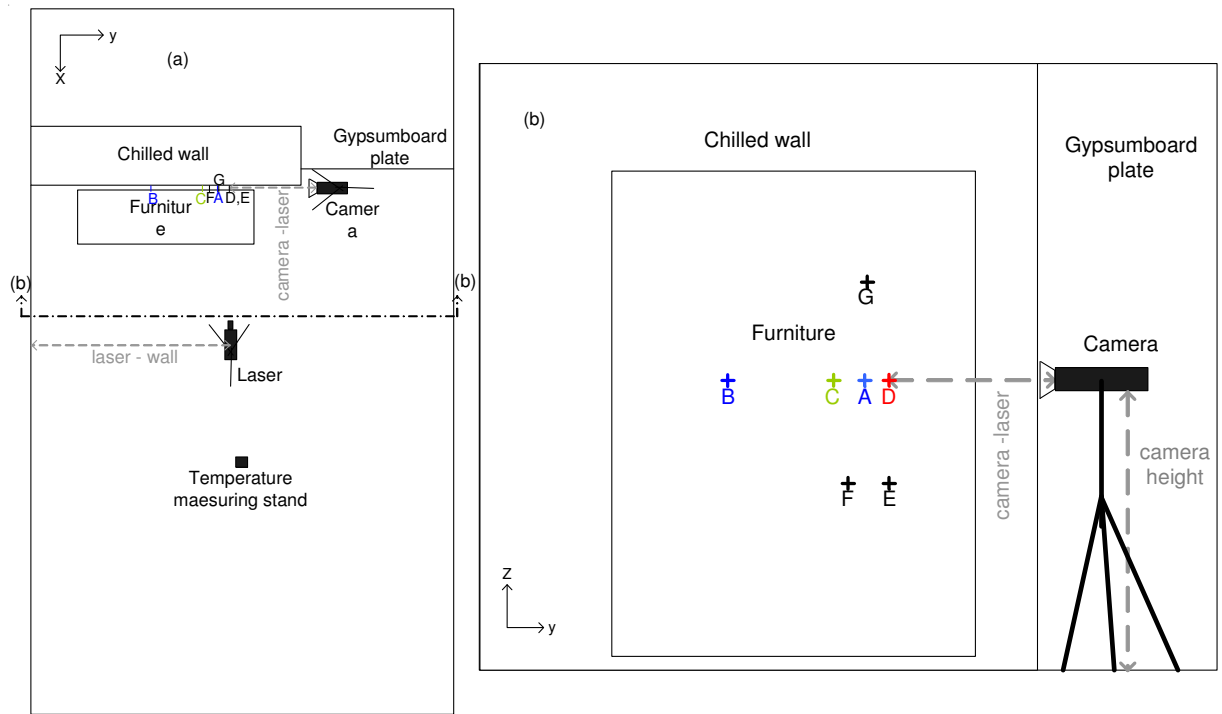 y
X
(a)
Chilled wall
Gypsumboard
plate
G
B
C
F
A
D,E
Furnitur
e
Camer
a
camera -laser
(b)
(b)
laser - wall
Laser
Temperature
maesuring stand
(b)
Chilled wall
Gypsumboard
plate
G
Furniture
Camera
B
C
A
D
camera -laser
camera
height
F
E
Z
y